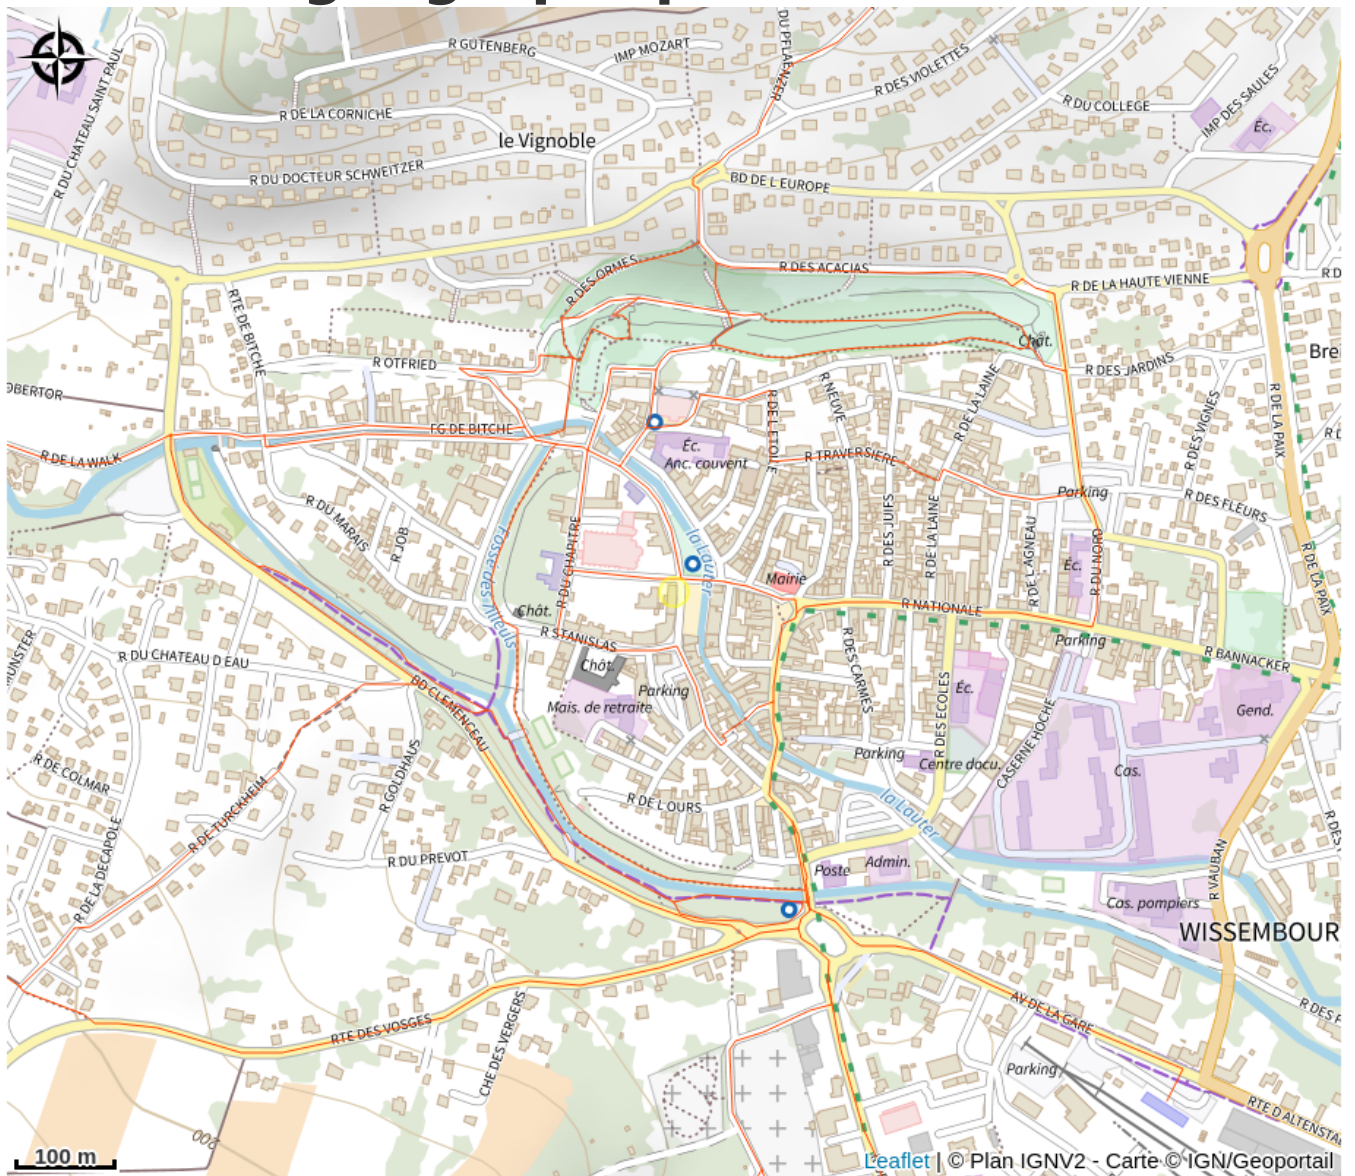 R GUTENBERG
IMP MOZART
DU PFLAENZER
R DES VIOLETTES
R DU COLLEGE
IMP DES SAULES
Éc.
R DU CHATEAU SAINT PAUL
R DE LA CORNICHE
le Vignoble
R DU DOCTEUR SCHWEITZER
BD DE L EUROPE
R DES ORMES
R DES ACACIAS
R DE LA HAUTE VIENNE
R D
RTE DE BITCHE
Chât.
Bre
R OTFRIED
R DES JARDINS
OBERTOR
R DE L ETOILE
R NEUVE
R DE LA LAINE
R DES VIGNES
R DE LA PAIX
FG DE BITCHE
R DE LA WALK
Éc.
Anc. couvent
R TRAVERSIERE
Parking
R DES FLEURS
R DU MARAIS
R JOB
Fossé des Tilleuls
R DU CHAPITRE
la Lauter
R DES JUIFS
R DE LA LAINE
R DE L AGNEAU
Éc.
R DU NORD
R DE LA PAIX
Mairie
Chât.
R NATIONALE
R STANISLAS
Parking
R BANNACKER
MUNSTER
R DU CHATEAU D EAU
Chât.
Parking
Mais. de retraite
R DES CARMES
R DES ECOLES
Éc.
CASERNE HOCHE
Gend.
BD CLEMENCEAU
Parking
Centre docu.
Cas.
R DE COLMAR
R GOLDHAUS
R DE TURCKHEIM
R DE L OURS
la Lauter
R DES
R DE LA DECAPOLE
R DU PREVOT
Poste
Admin.
R VAUBAN
Cas. pompiers
WISSEMBOUR
RTE DES VOSGES
CHE DES VERGERS
AV DE LA GARE
R DES F
Parking
RTE D ALTENSTA
200
100 m
Leaflet | © Plan IGNV2 - Carte © IGN/Geoportail